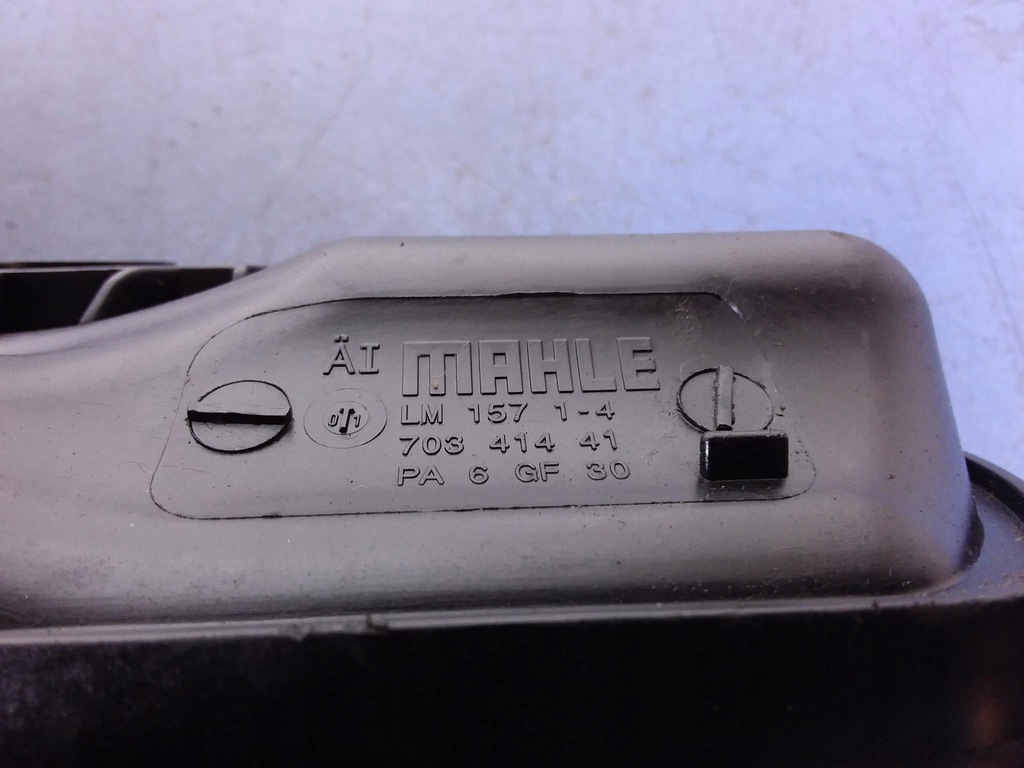 ÄI MAHLE
LM 157 1-4
703 414 41
PA 6 GF 30